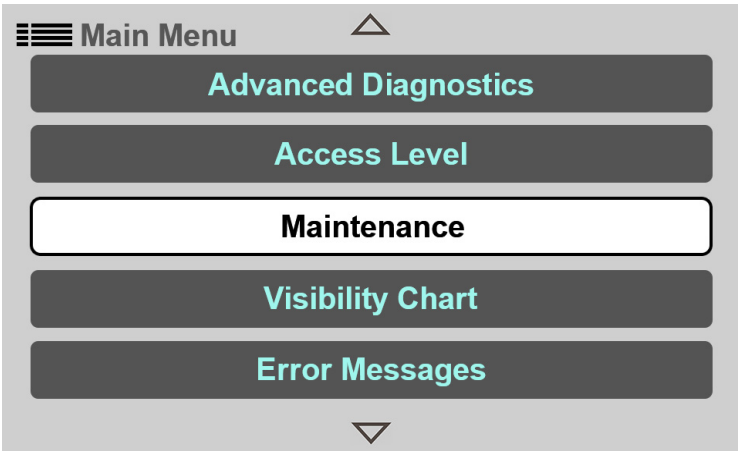 Main Menu
Advanced Diagnostics
Access Level
Maintenance
Visibility Chart
Error Messages